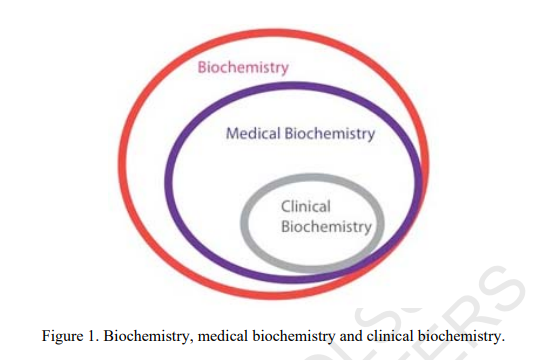 Biochemistry
Medical Biochemistry
Clinical
Biochemistry
Figure 1. Biochemistry, medical biochemistry and clinical biochemistry.